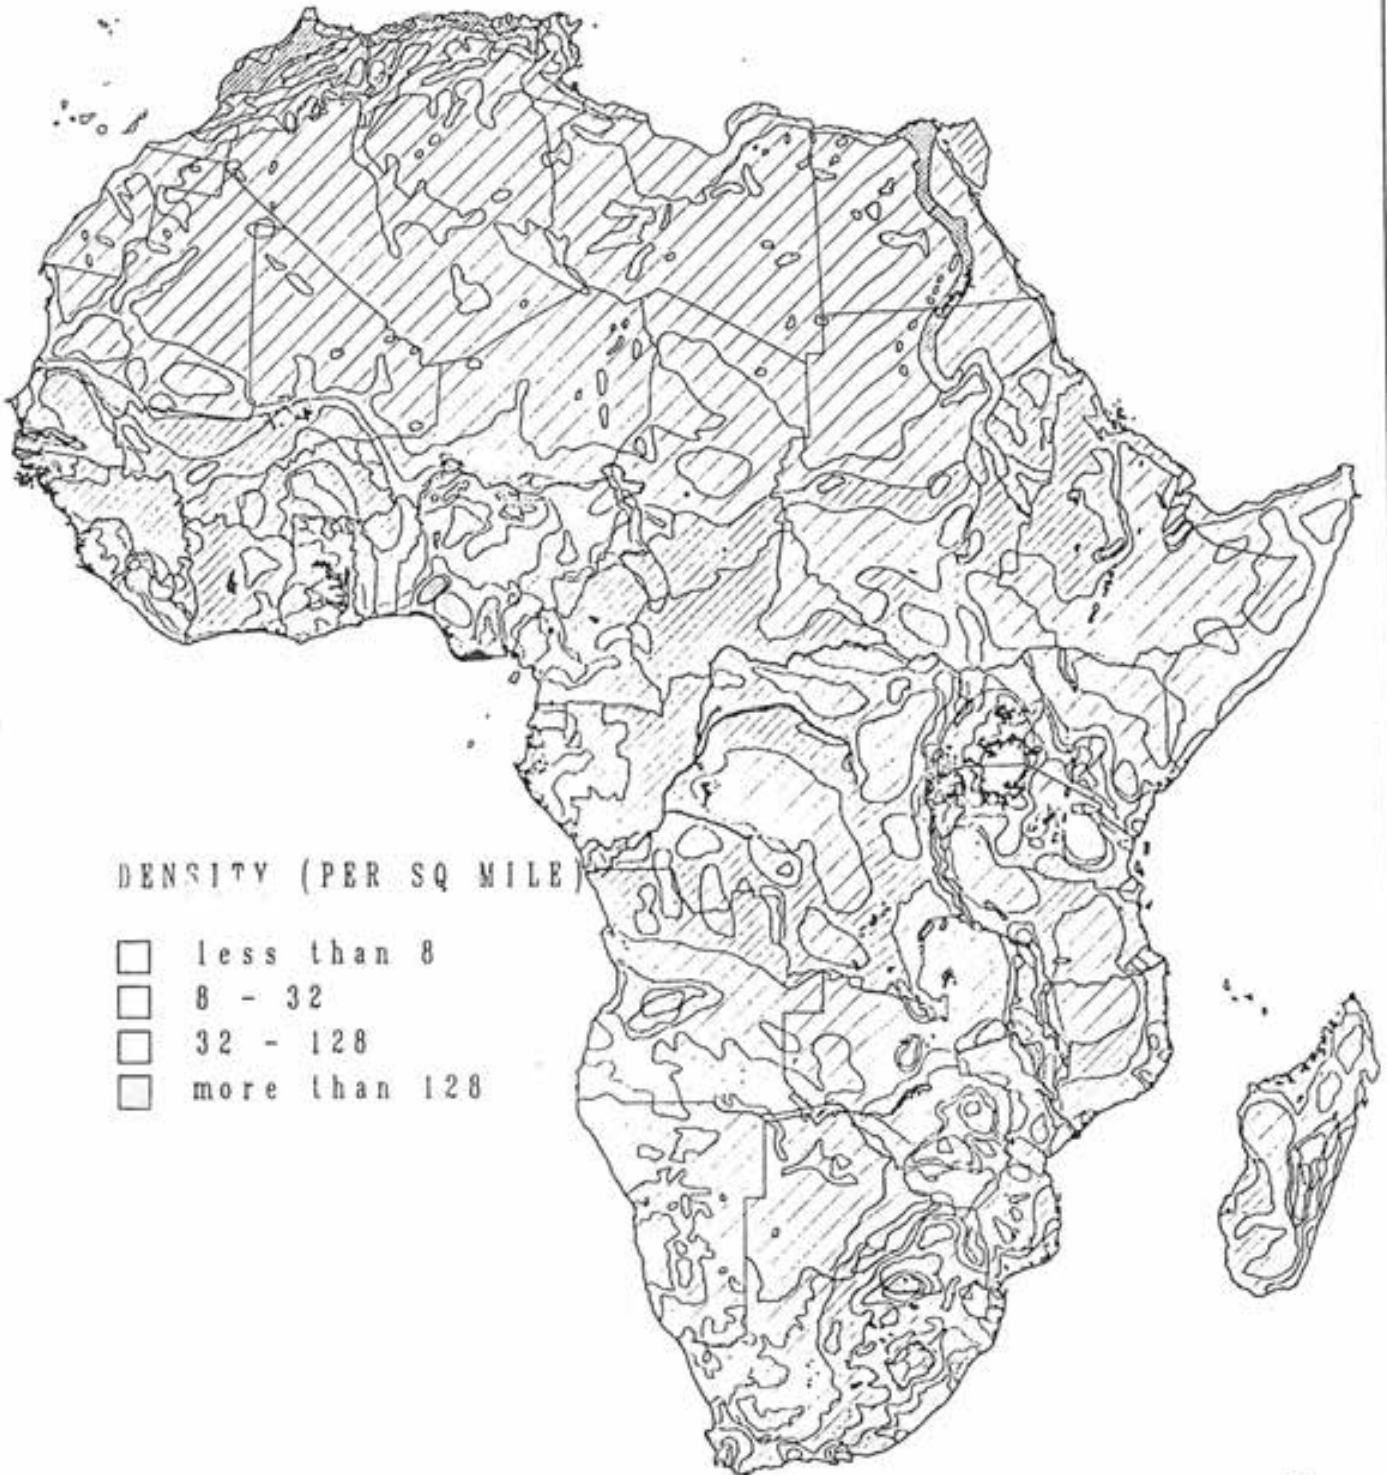 DENSITY (PER SQ MILE)
less than 8
8 - 32
32 - 128
more than 128